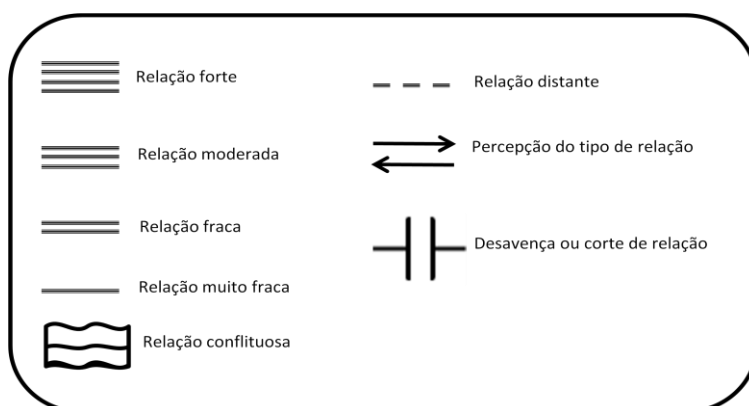 Relação forte
Relação moderada
Relação fraca
Relação muito fraca
Relação conflituosa
Relação distante
Percepção do tipo de relação
Desavença ou corte de relação